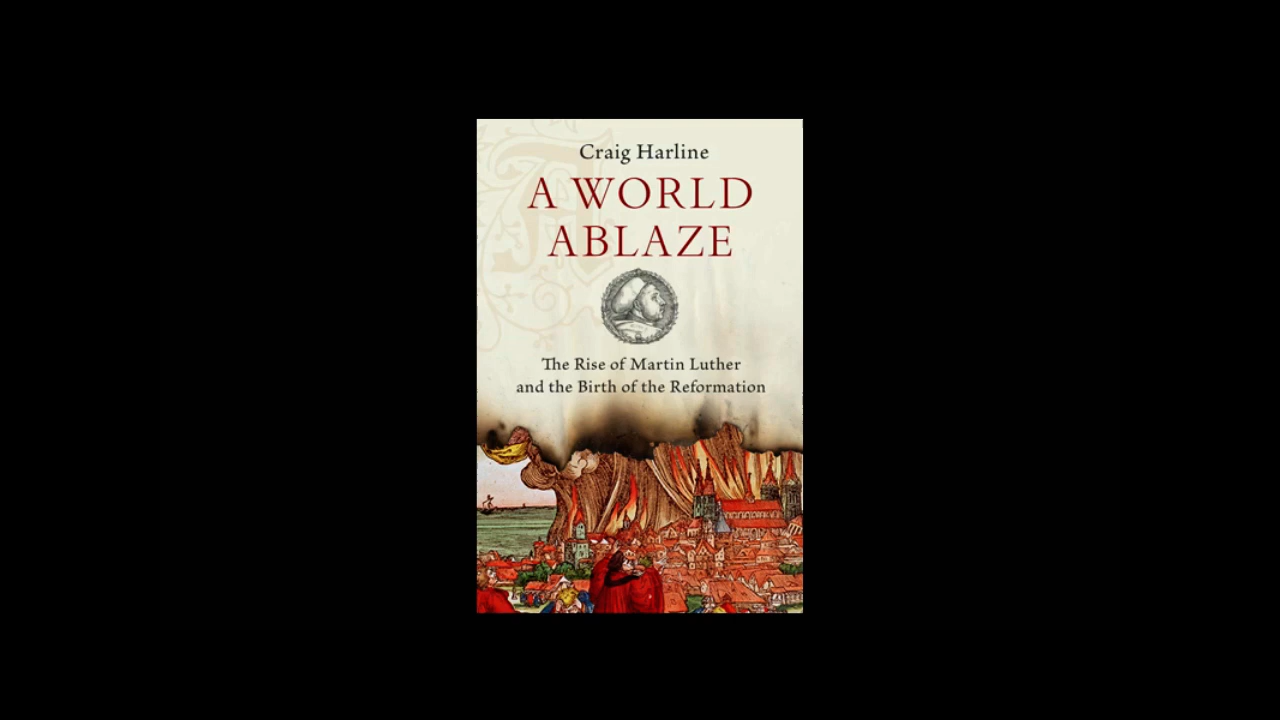 Craig Harline
A WORLD
ABLAZE
The Rise of Martin Luther
and the Birth of the Reformation